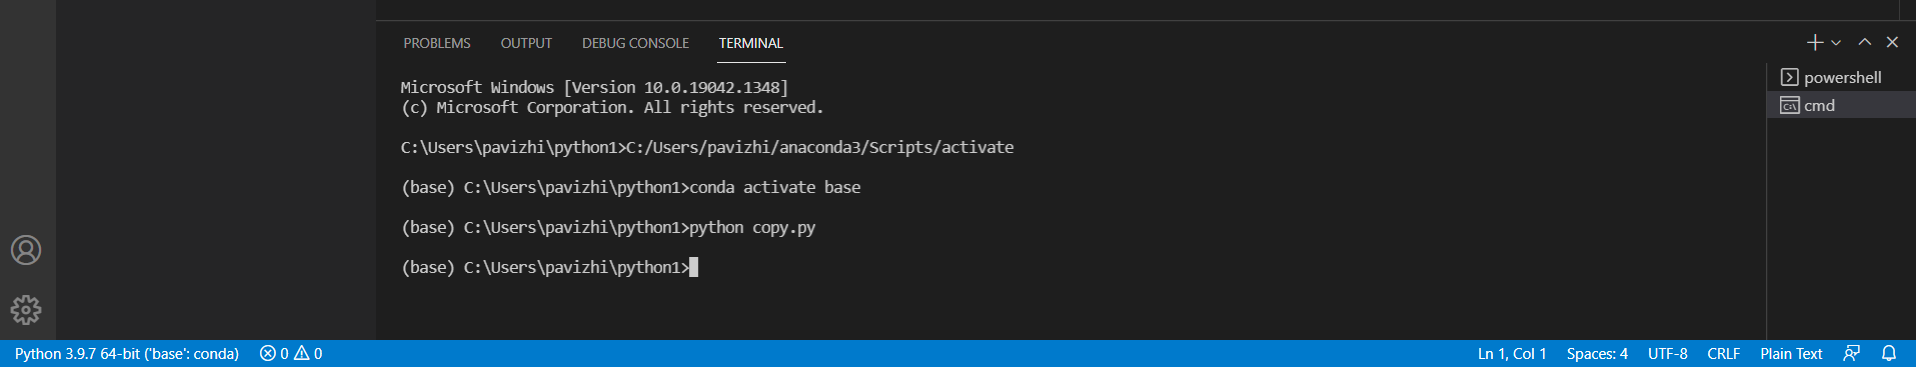 PROBLEMS OUTPUT DEBUG CONSOLE TERMINAL
Microsoft Windows [Version 10.0.19042.1348]
(c) Microsoft Corporation. All rights reserved.
C:\Users\pavizhi\python1>C:/Users/pavizhi/anaconda3/Scripts/activate
(base) C:\Users\pavizhi\python1>conda activate base
(base) C:\Users\pavizhi\python1>python copy.py
(base) C:\Users\pavizhi\python1>
powershell
cmd
Python 3.9.7 64-bit ('base': conda) 0 0 Ln 1, Col 1 Spaces: 4 UTF-8 CRLF Plain Text